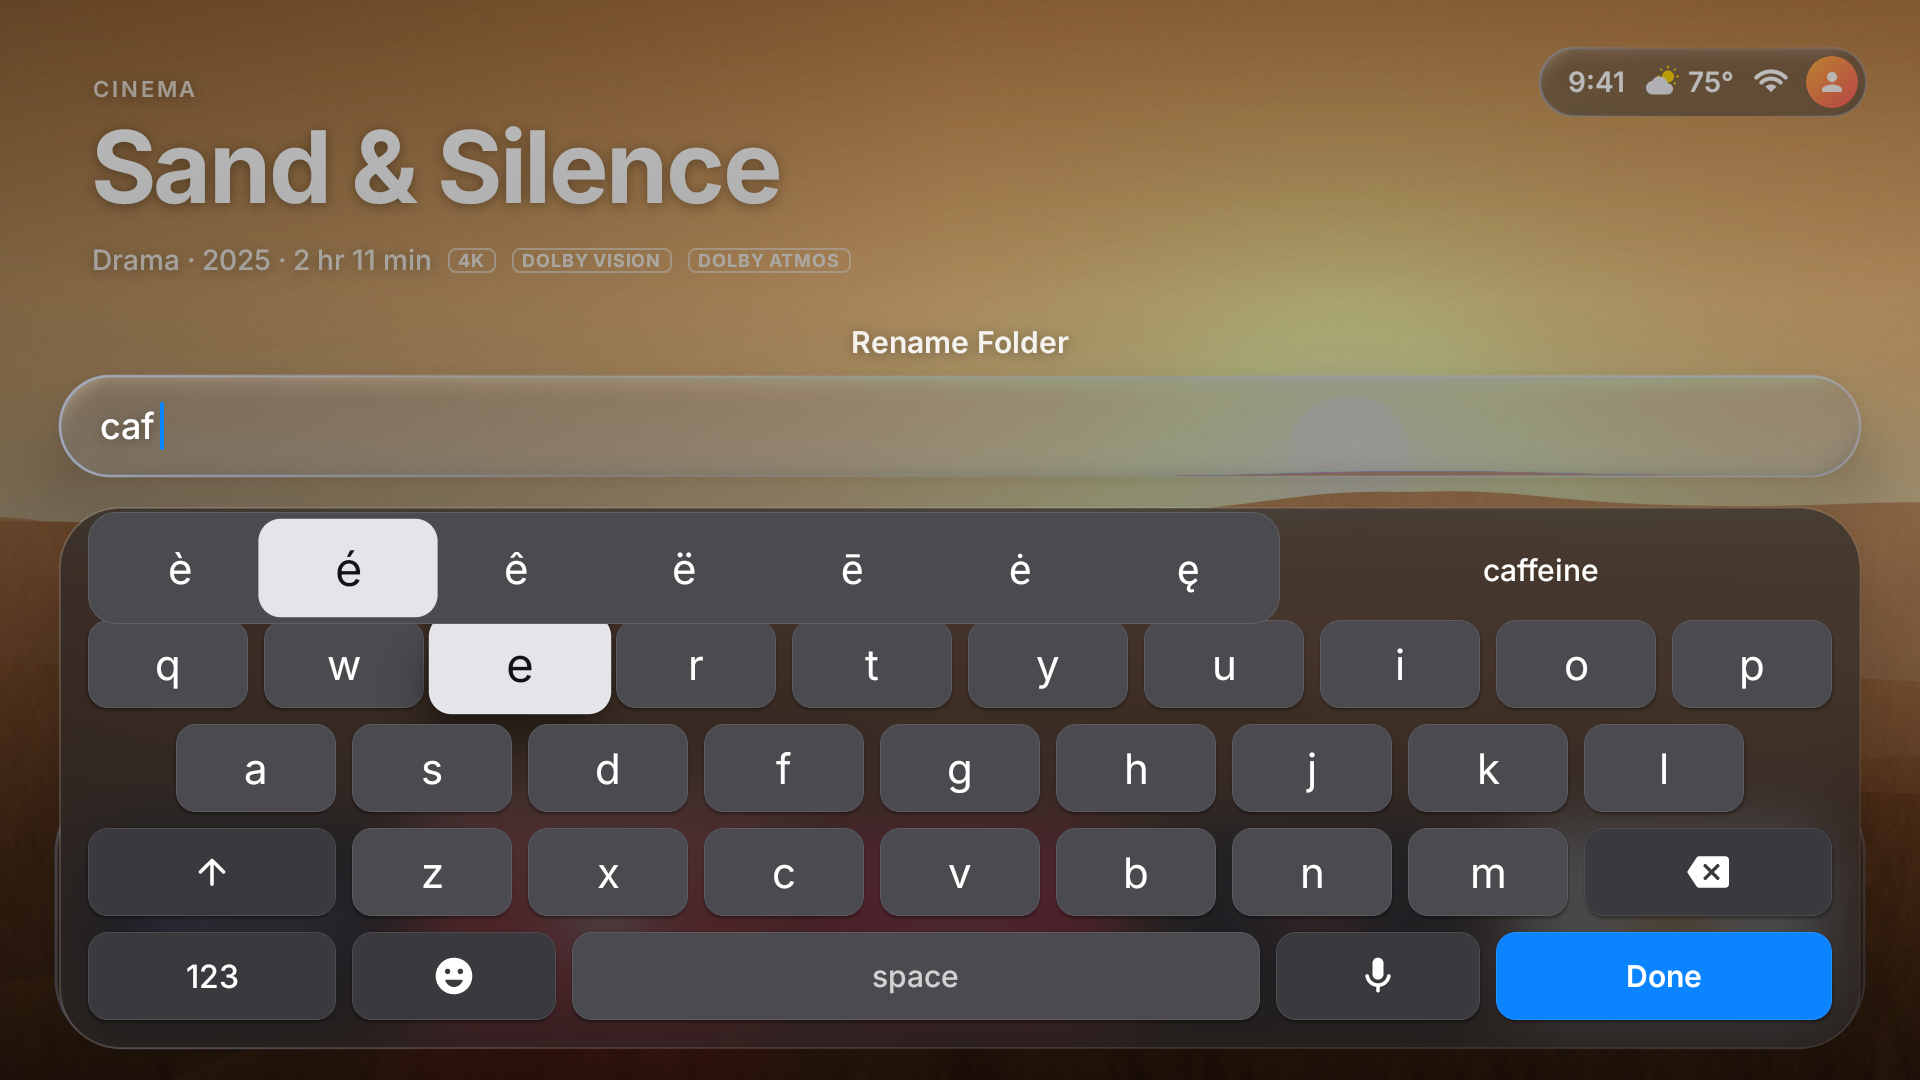 CINEMA
9:41 75°
Sand & Silence
Drama · 2025 · 2 hr 11 min 4K DOLBY VISION DOLBY ATMOS
Rename Folder
caf
è é ê ë ē ė ę caffeine
q w e r t y u i o p
a s d f g h j k l
z x c v b n m
123 space Done